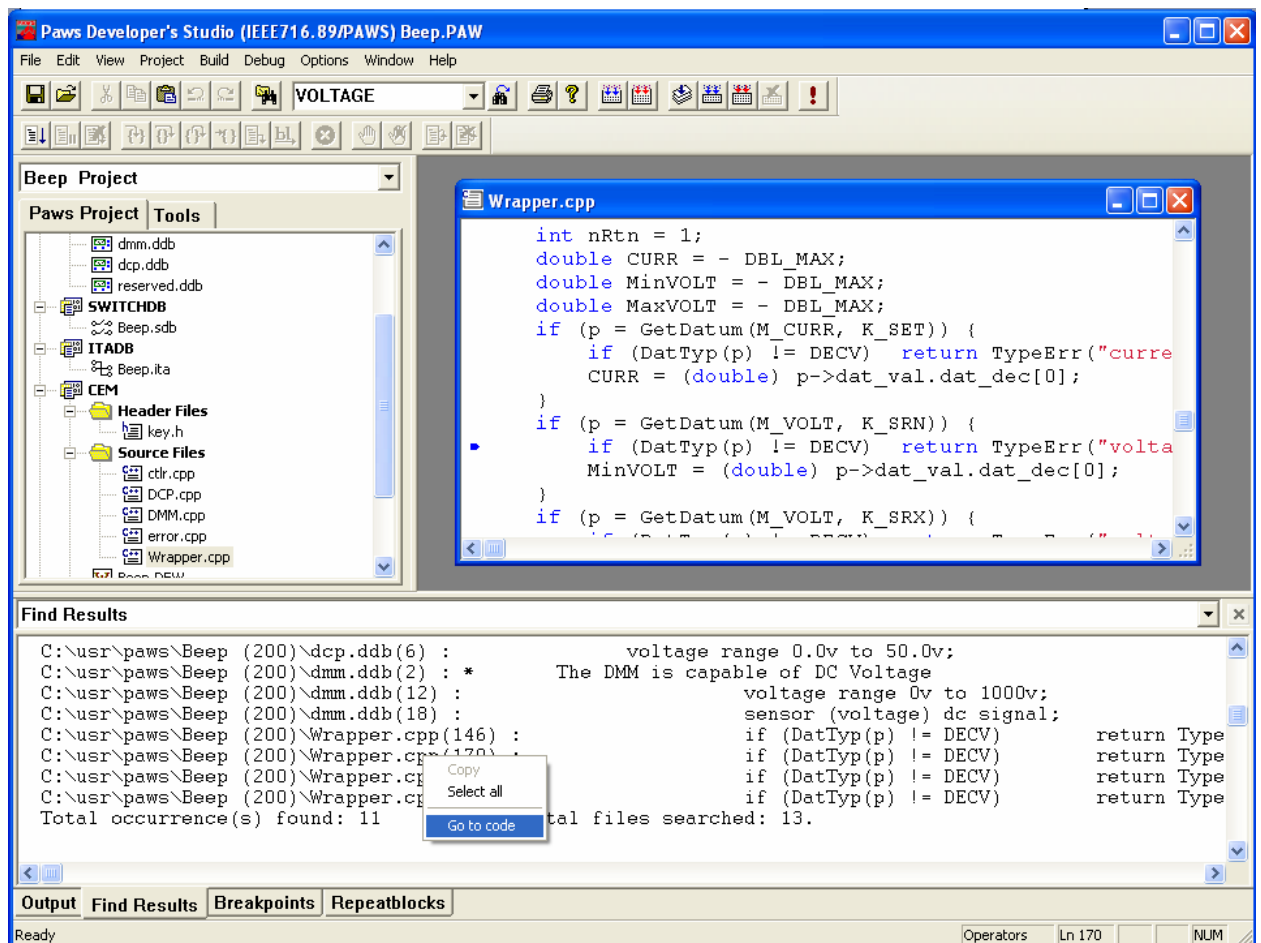 Paws Developer's Studio (IEEE716.89/PAWS) Beep.PAW
File Edit View Project Build Debug Options Window Help
VOLTAGE
Beep Project
Paws Project Tools
dmm.ddb
dcp.ddb
reserved.ddb
SWITCHDB
Beep.sdb
ITADB
Beep.ita
CEM
Header Files
key.h
Source Files
ctlr.cpp
DCP.cpp
DMM.cpp
error.cpp
Wrapper.cpp
Beep.DEW
Wrapper.cpp
int nRtn = 1;
double CURR = - DBL_MAX;
double MinVOLT = - DBL_MAX;
double MaxVOLT = - DBL_MAX;
if (p = GetDatum(M_CURR, K_SET)) {
if (DatTyp(p) != DECV) return TypeErr("curre
CURR = (double) p->dat_val.dat_dec[0];
}
if (p = GetDatum(M_VOLT, K_SRN)) {
if (DatTyp(p) != DECV) return TypeErr("volta
MinVOLT = (double) p->dat_val.dat_dec[0];
}
if (p = GetDatum(M_VOLT, K_SRX)) {
Find Results
C:\usr\paws\Beep (200)\dcp.ddb(6) : voltage range 0.0v to 50.0v;
C:\usr\paws\Beep (200)\dmm.ddb(2) : * The DMM is capable of DC Voltage
C:\usr\paws\Beep (200)\dmm.ddb(12) : voltage range 0v to 1000v;
C:\usr\paws\Beep (200)\dmm.ddb(18) : sensor (voltage) dc signal;
C:\usr\paws\Beep (200)\Wrapper.cpp(146) : if (DatTyp(p) != DECV) return Type
C:\usr\paws\Beep (200)\Wrapper.cpp(170) : if (DatTyp(p) != DECV) return Type
C:\usr\paws\Beep (200)\Wrapper.cp if (DatTyp(p) != DECV) return Type
C:\usr\paws\Beep (200)\Wrapper.cp if (DatTyp(p) != DECV) return Type
Total occurrence(s) found: 11 tal files searched: 13.
Copy
Select all
Go to code
Output Find Results Breakpoints Repeatblocks
Ready Operators Ln 170 NUM